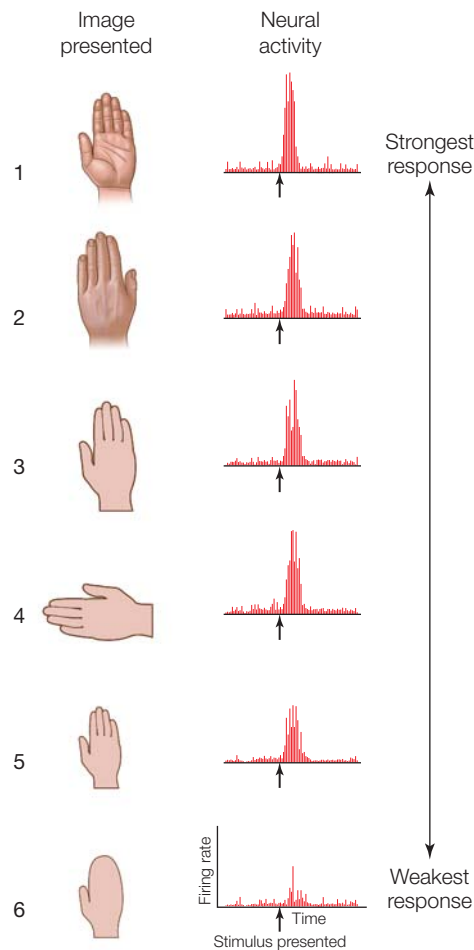 Image
presented
Neural
activity
1
Strongest
response
2
3
4
5
6
Firing rate
Time
Stimulus presented
Weakest
response